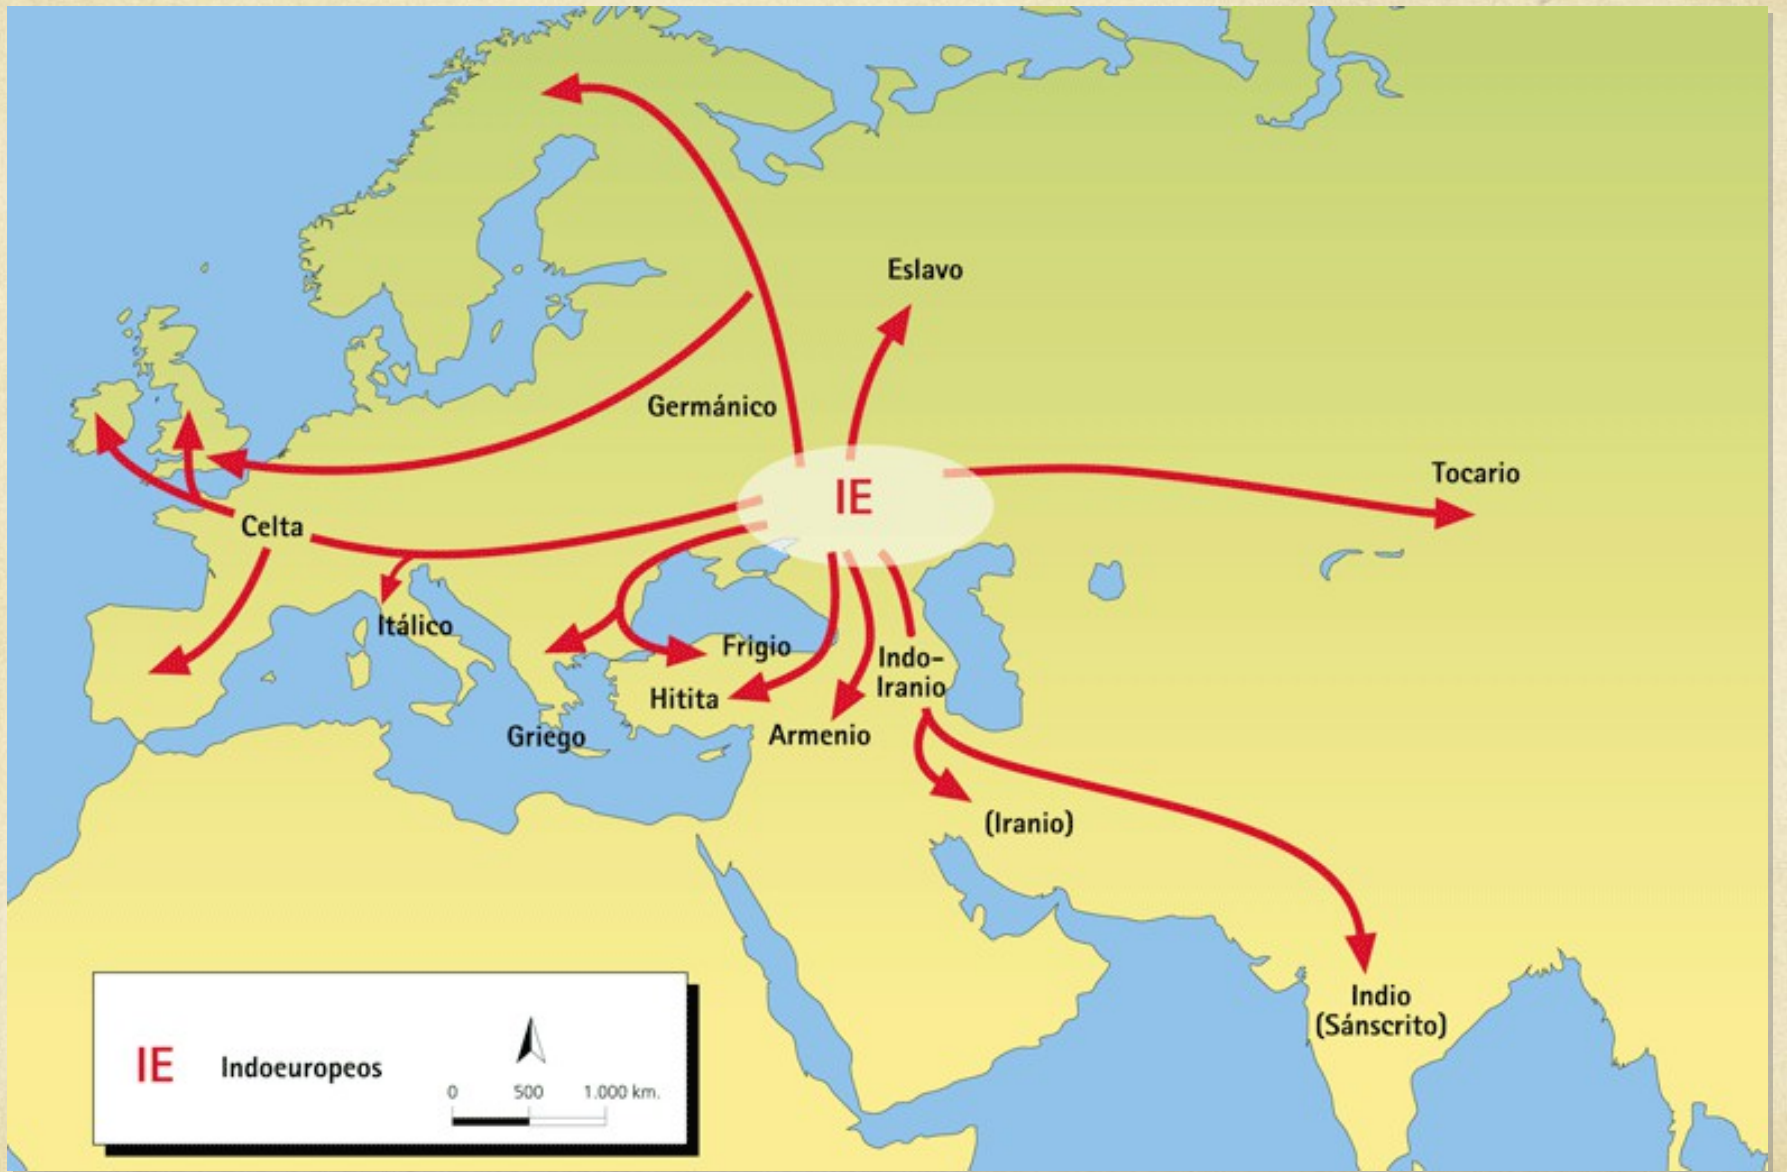 Eslavo
Germánico
Tocario
IE
Celta
Itálico
Frigio
Indo-
Iranio
Hitita
Griego
Armenio
(Iranio)
Indio
(Sánscrito)
IE Indoeuropeos
0 500 1.000 km.